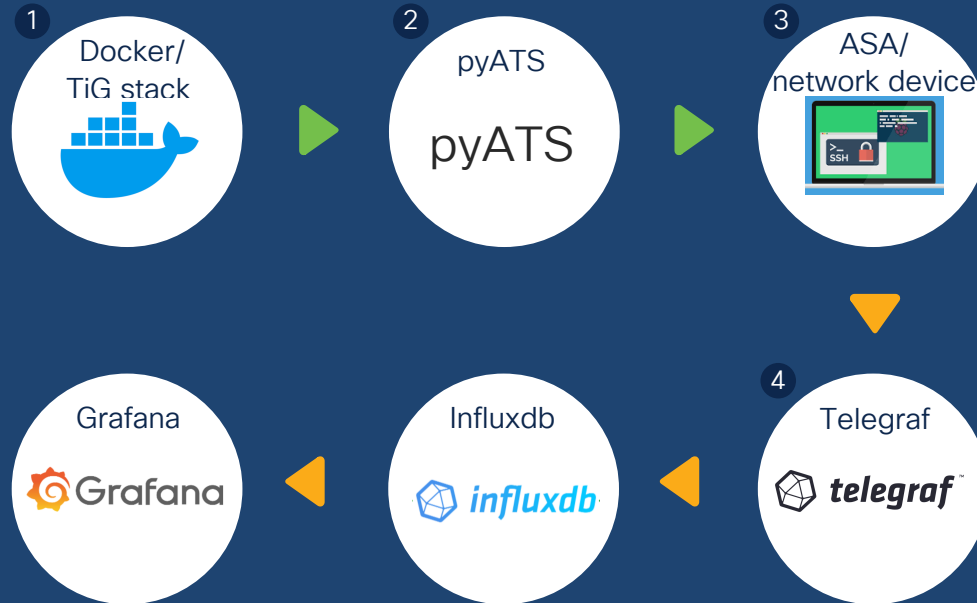 1
Docker/
TiG stack
2
pyATS
pyATS
3
ASA/
network device
>_
SSH
Grafana
Grafana
Influxdb
influxdb
4
Telegraf
telegraf